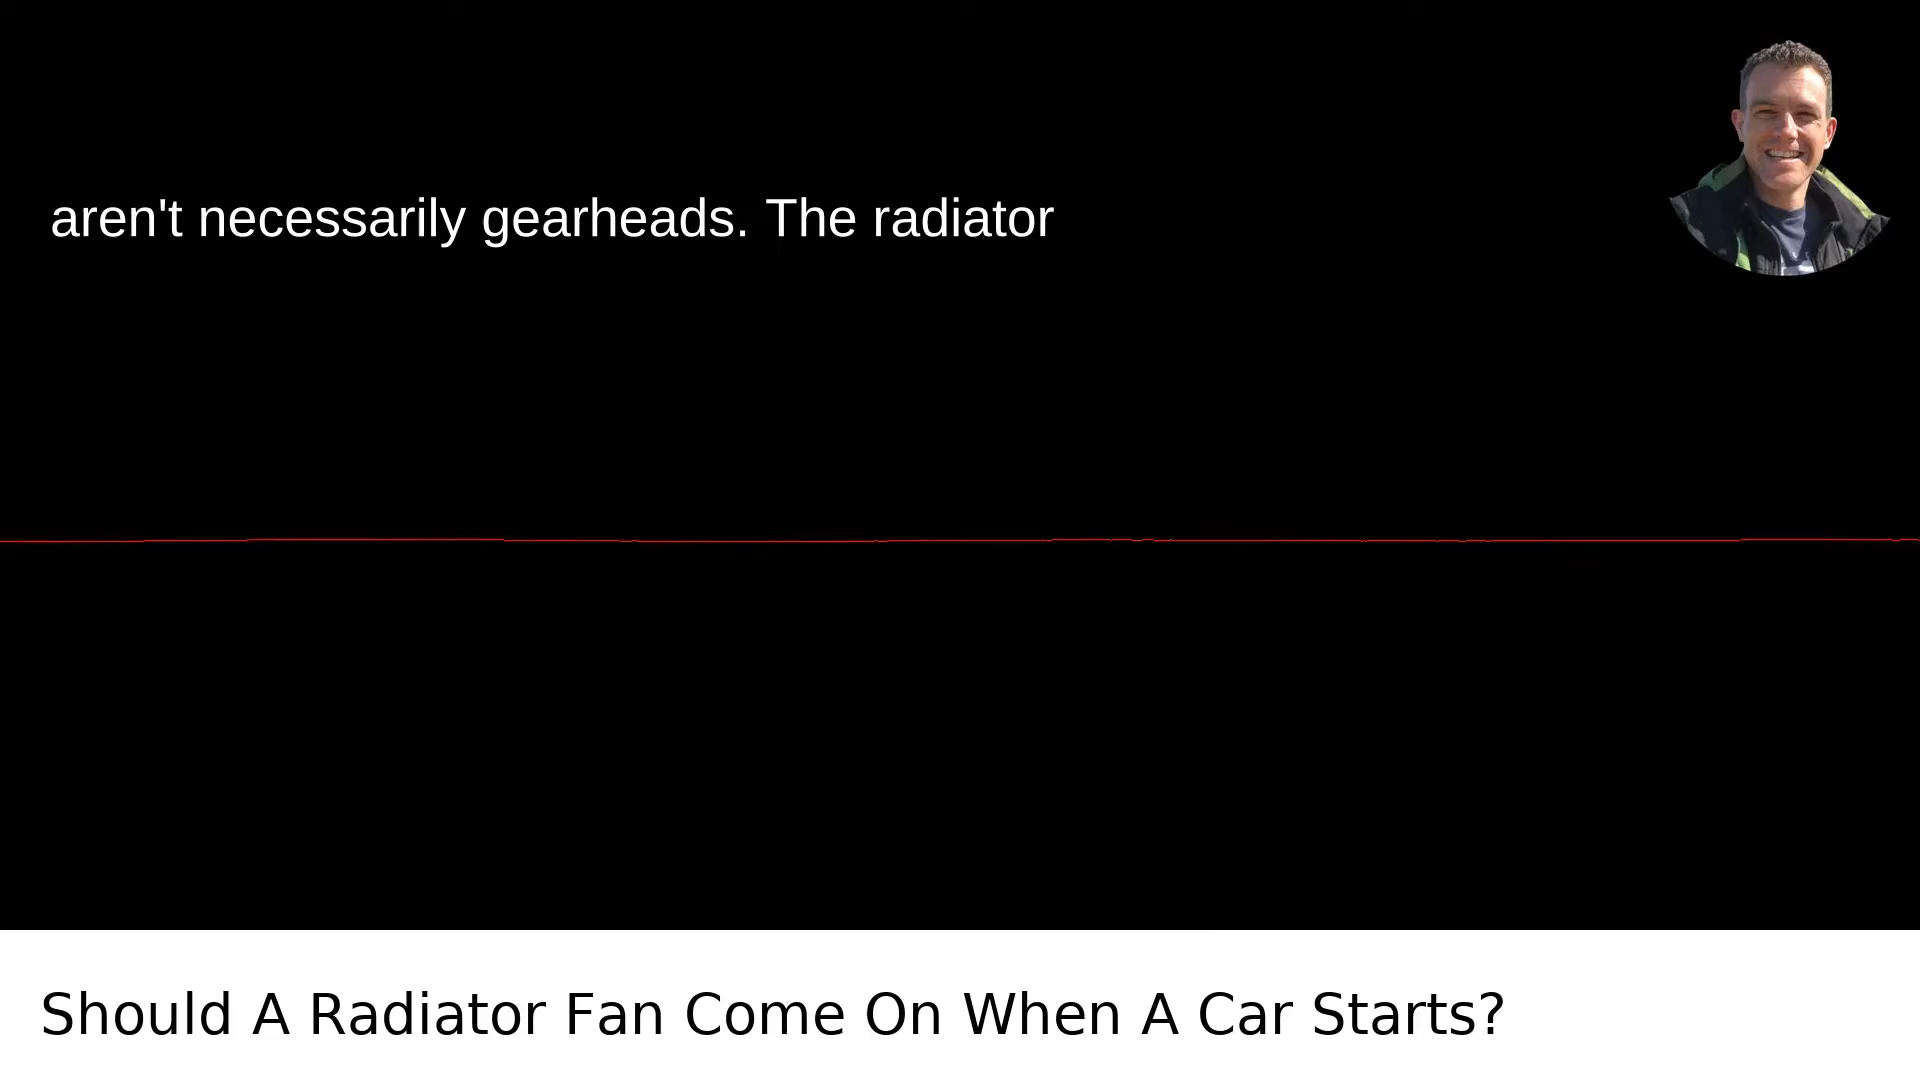 aren't necessarily gearheads. The radiator
Should A Radiator Fan Come On When A Car Starts?